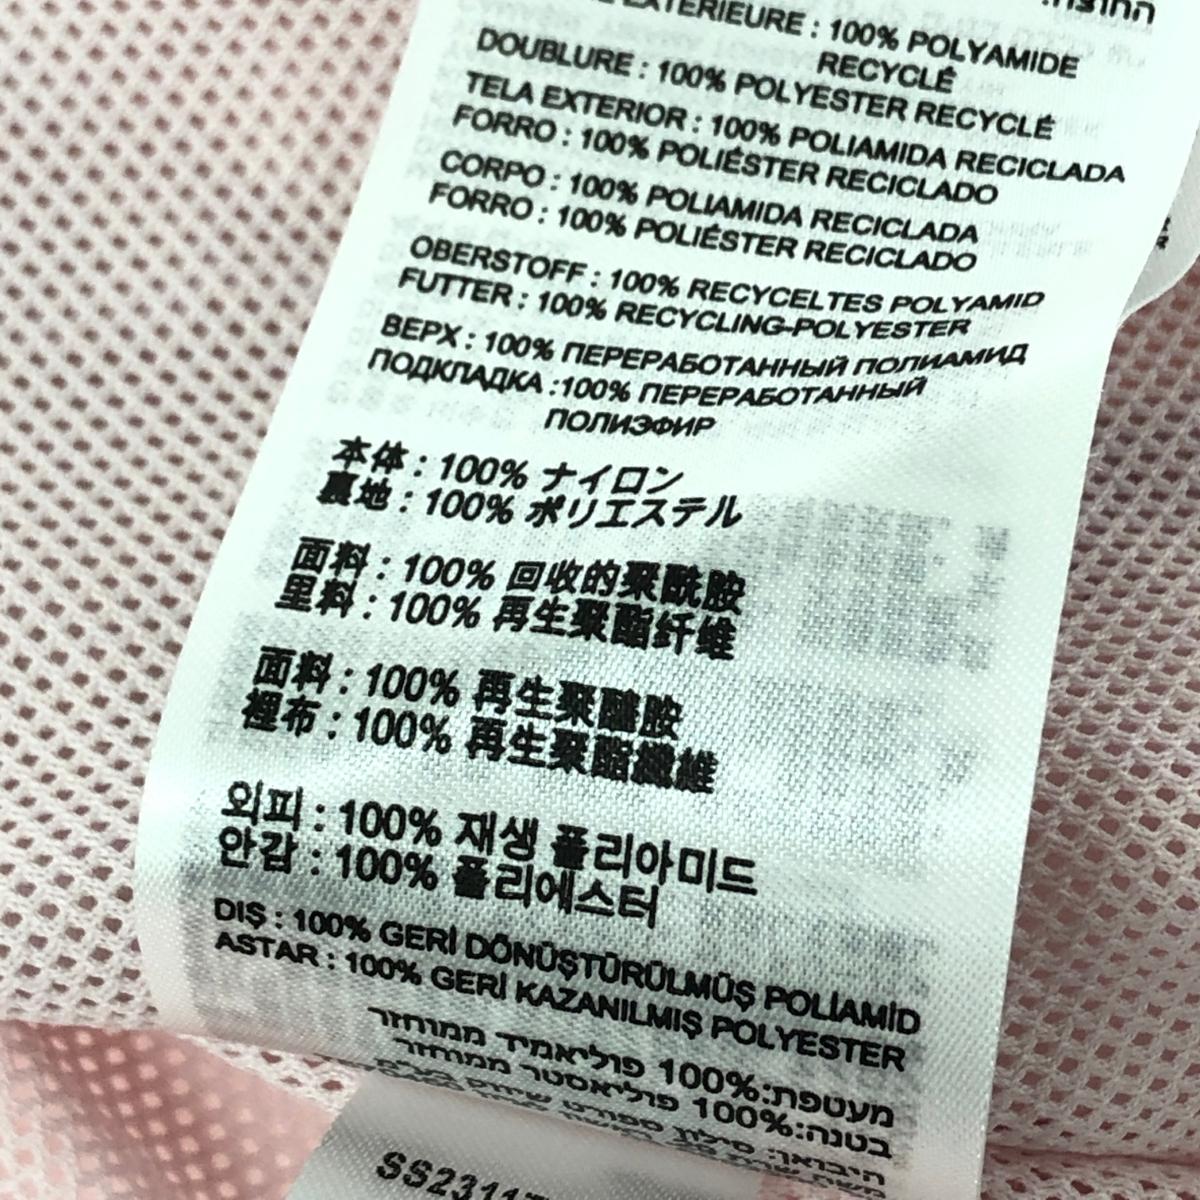 החוצה.
EXTERIEURE : 100% POLYAMIDE
RECYCLÉ
DOUBLURE : 100% POLYESTER RECYCLÉ
TELA EXTERIOR : 100% POLIAMIDA RECICLADA
FORRO : 100% POLIÉSTER RECICLADO
CORPO : 100% POLIAMIDA RECICLADA
FORRO : 100% POLIÉSTER RECICLADO
OBERSTOFF : 100% RECYCELTES POLYAMID
FUTTER : 100% RECYCLING-POLYESTER
ВЕРХ : 100% ПЕРЕРАБОТАННЫЙ ПОЛИАМИД
ПОДКЛАДКА :100% ПЕРЕРАБОТАННЫЙ
ПОЛИЭФИР
本体 : 100% ナイロン
裏地 : 100% ポリエステル
面料 : 100% 回收的聚酰胺
里料 : 100% 再生聚酯纤维
面料 : 100% 再生聚醯胺
裡布 : 100% 再生聚酯纖維
외피 : 100% 재생 폴리아미드
안감 : 100% 폴리에스터
DIŞ : 100% GERİ DÖNÜŞTÜRÜLMÜŞ POLİAMİD
ASTAR : 100% GERİ KAZANILMIŞ POLYESTER
מעטפת:100% פוליאמיד ממוחזר
בטנה:100% פוליאסטר ממוחזר
היבואן:
SS2311